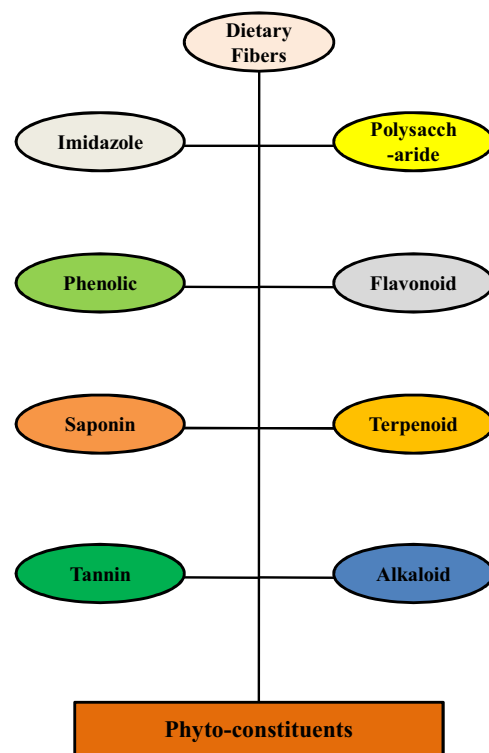 Dietary
Fibers
Imidazole
Polysacch
-aride
Phenolic
Flavonoid
Saponin
Terpenoid
Tannin
Alkaloid
Phyto-constituents